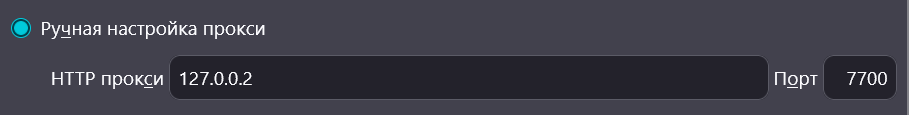 Ручная настройка прокси
HTTP прокси 127.0.0.2 Порт 7700